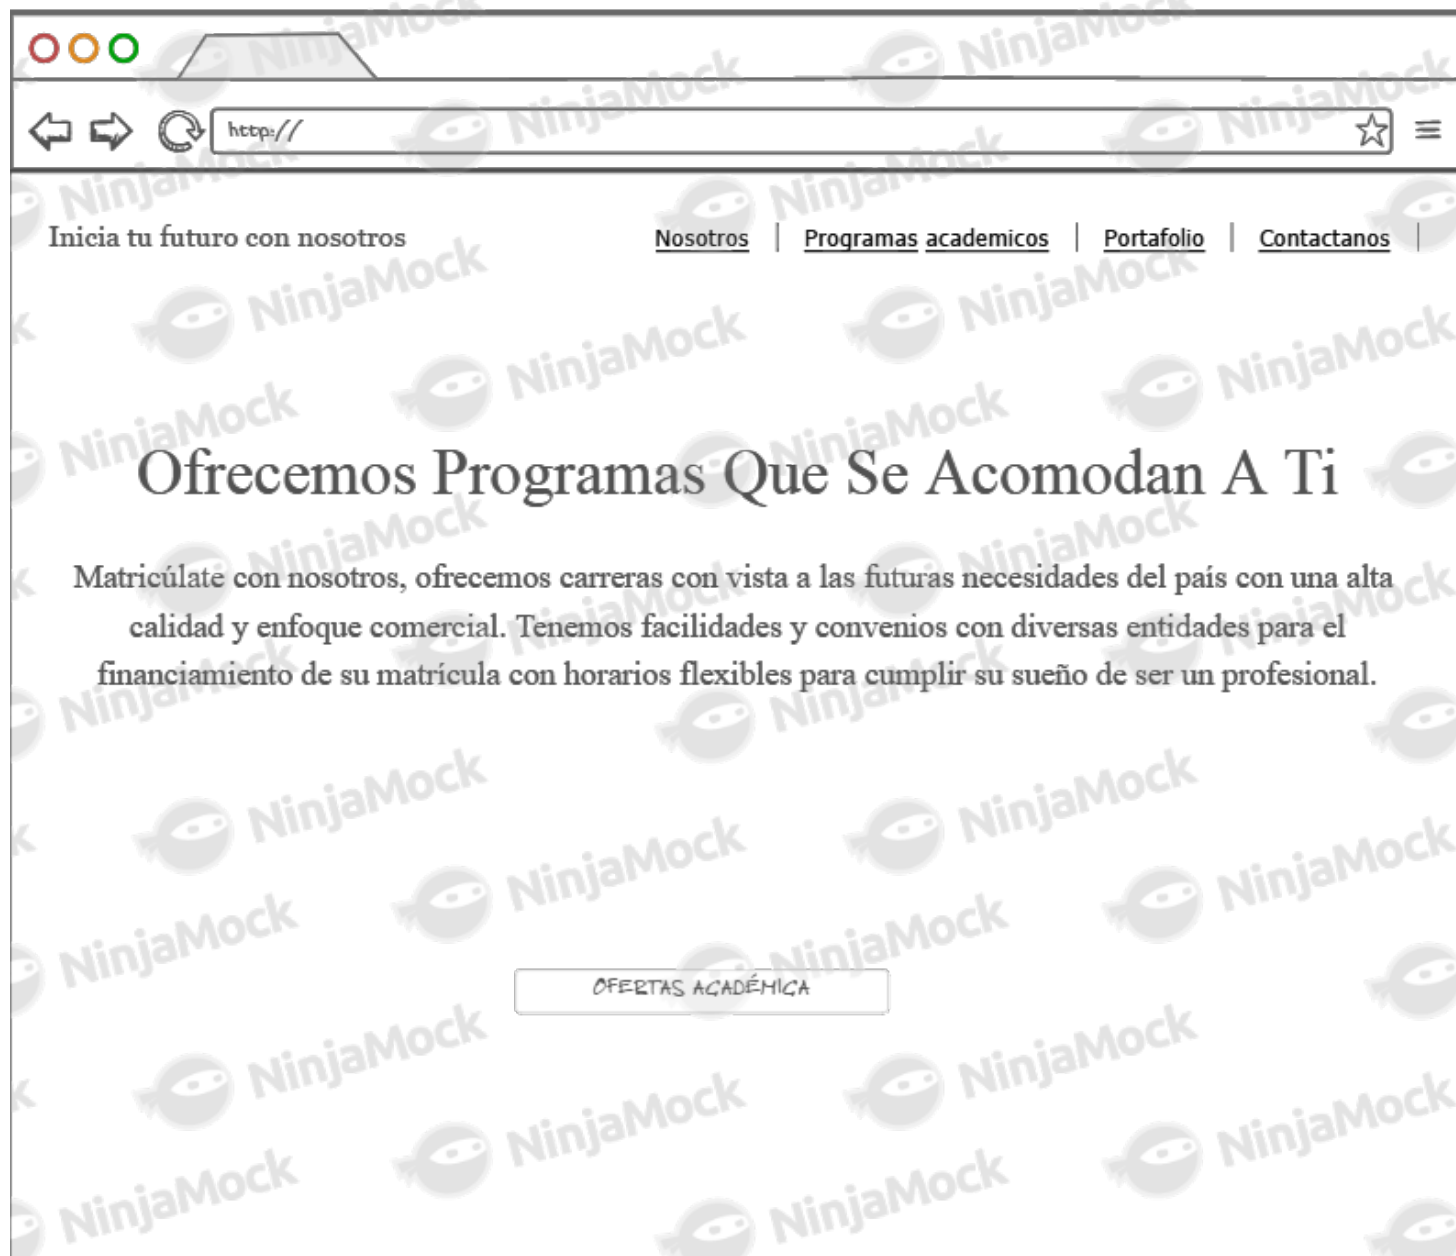 http://
Inicia tu futuro con nosotros
Nosotros | Programas academicos | Portafolio | Contactanos |
Ofrecemos Programas Que Se Acomodan A Ti
Matricúlate con nosotros, ofrecemos carreras con vista a las futuras necesidades del país con una alta
calidad y enfoque comercial. Tenemos facilidades y convenios con diversas entidades para el
financiamiento de su matrícula con horarios flexibles para cumplir su sueño de ser un profesional.
OFERTAS ACADÉMICA
NinjaMock